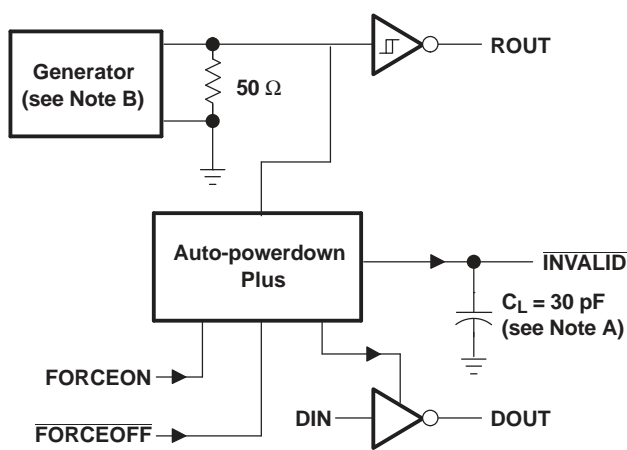 Generator
(see Note B)
50 Ω
ROUT
Auto-powerdown
Plus
INVALID
C_L = 30 pF
(see Note A)
FORCEON
FORCEOFF
DIN
DOUT